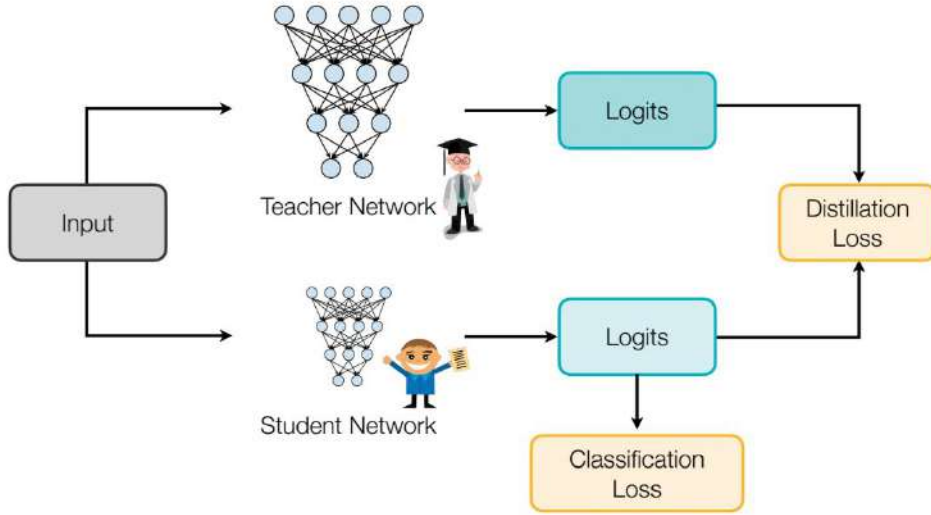 Logits
Teacher Network
Input
Distillation
Loss
Logits
Student Network
Classification
Loss